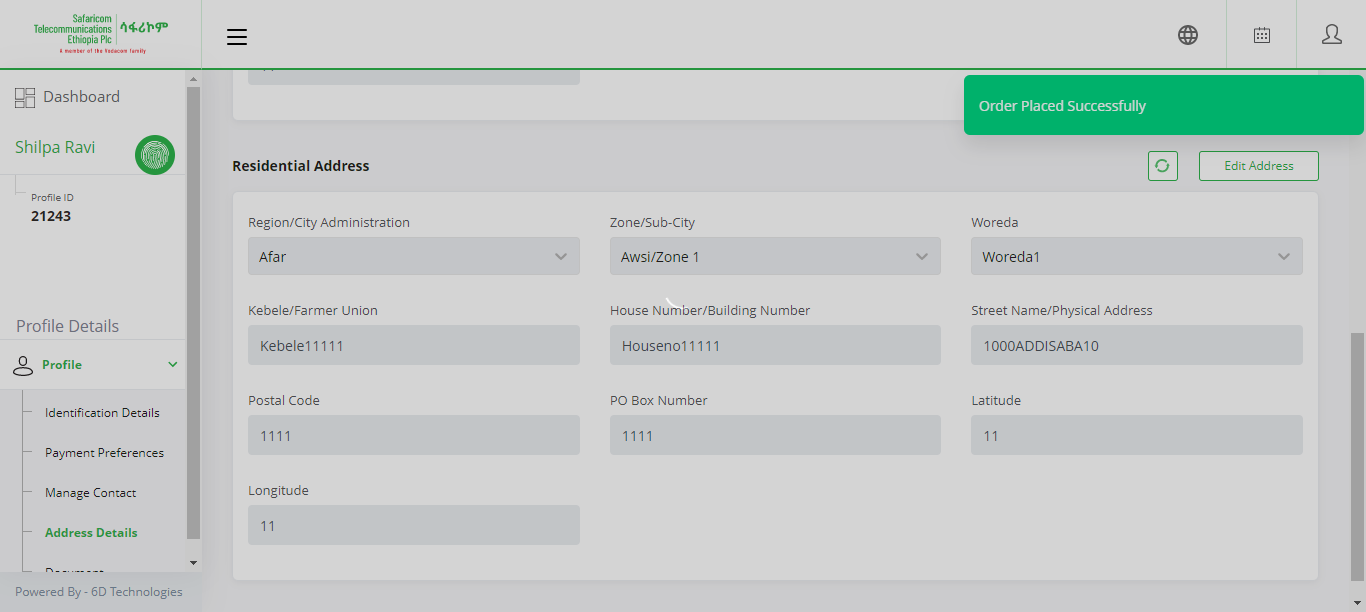 Safaricom
Telecommunications
Ethiopia Plc
ሳፋሪኮም
A member of the Vodacom family
Order Placed Successfully
Dashboard
Shilpa Ravi
Profile ID
21243
Profile Details
Profile
Identification Details
Payment Preferences
Manage Contact
Address Details
Document
Powered By - 6D Technologies
Residential Address
Edit Address
Region/City Administration
Zone/Sub-City
Woreda
Afar
Awsi/Zone 1
Woreda1
Kebele/Farmer Union
House Number/Building Number
Street Name/Physical Address
Kebele11111
Houseno11111
1000ADDISABA10
Postal Code
PO Box Number
Latitude
1111
1111
11
Longitude
11